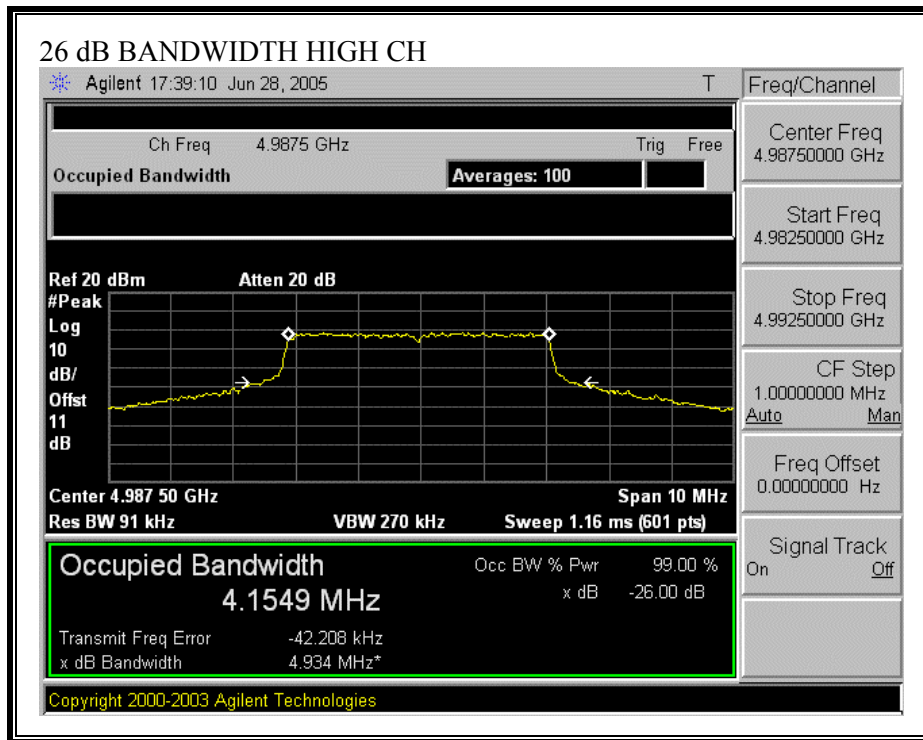 26 dB BANDWIDTH HIGH CH
Agilent 17:39:10 Jun 28, 2005 T
Freq/Channel
Ch Freq 4.9875 GHz Trig Free
Occupied Bandwidth Averages: 100
Center Freq
4.98750000 GHz
Start Freq
4.98250000 GHz
Stop Freq
4.99250000 GHz
CF Step
1.00000000 MHz
Auto Man
Freq Offset
0.00000000 Hz
Signal Track
On Off
Ref 20 dBm Atten 20 dB
#Peak
Log
10
dB/
Offst
11
dB
Center 4.987 50 GHz Span 10 MHz
Res BW 91 kHz VBW 270 kHz Sweep 1.16 ms (601 pts)
Occupied Bandwidth Occ BW % Pwr 99.00 %
4.1549 MHz x dB -26.00 dB
Transmit Freq Error -42.208 kHz
x dB Bandwidth 4.934 MHz*
Copyright 2000-2003 Agilent Technologies